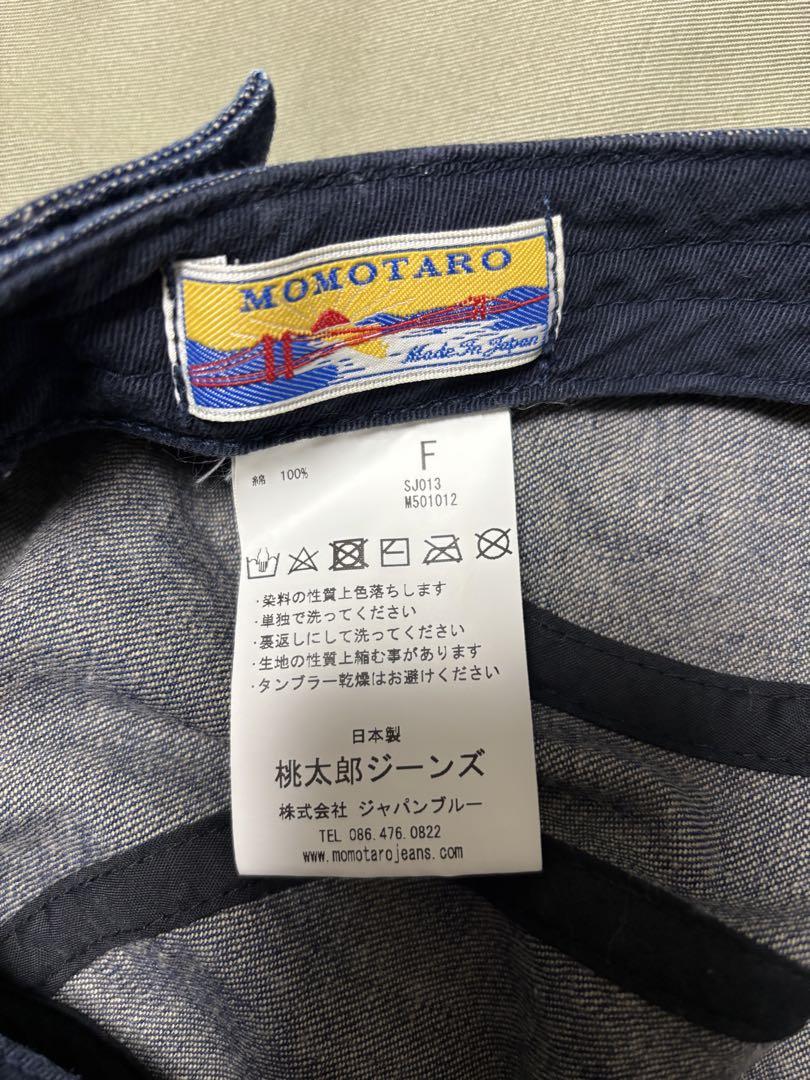 MOMOTARO
Made In Japan
綿 100%
F
SJ013
M501012
・染料の性質上色落ちします
・単独で洗ってください
・裏返しにして洗ってください
・生地の性質上縮む事があります
・タンブラー乾燥はお避けください
日本製
桃太郎ジーンズ
株式会社 ジャパンブルー
TEL 086.476.0822
www.momotarojeans.com